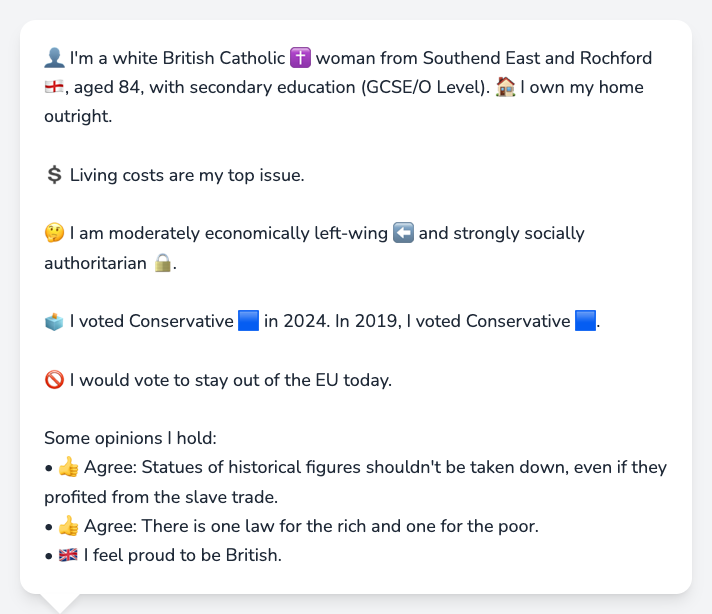 👤 I'm a white British Catholic ✝️ woman from Southend East and Rochford
🏴󠁧󠁢󠁥󠁮󠁧󠁿, aged 84, with secondary education (GCSE/O Level). 🏠 I own my home
outright.
💲 Living costs are my top issue.
🤔 I am moderately economically left-wing ⬅️ and strongly socially
authoritarian 🔒.
🗳️ I voted Conservative 🟦 in 2024. In 2019, I voted Conservative 🟦.
🚫 I would vote to stay out of the EU today.
Some opinions I hold:
• 👍 Agree: Statues of historical figures shouldn't be taken down, even if they
profited from the slave trade.
• 👍 Agree: There is one law for the rich and one for the poor.
• 🇬🇧 I feel proud to be British.